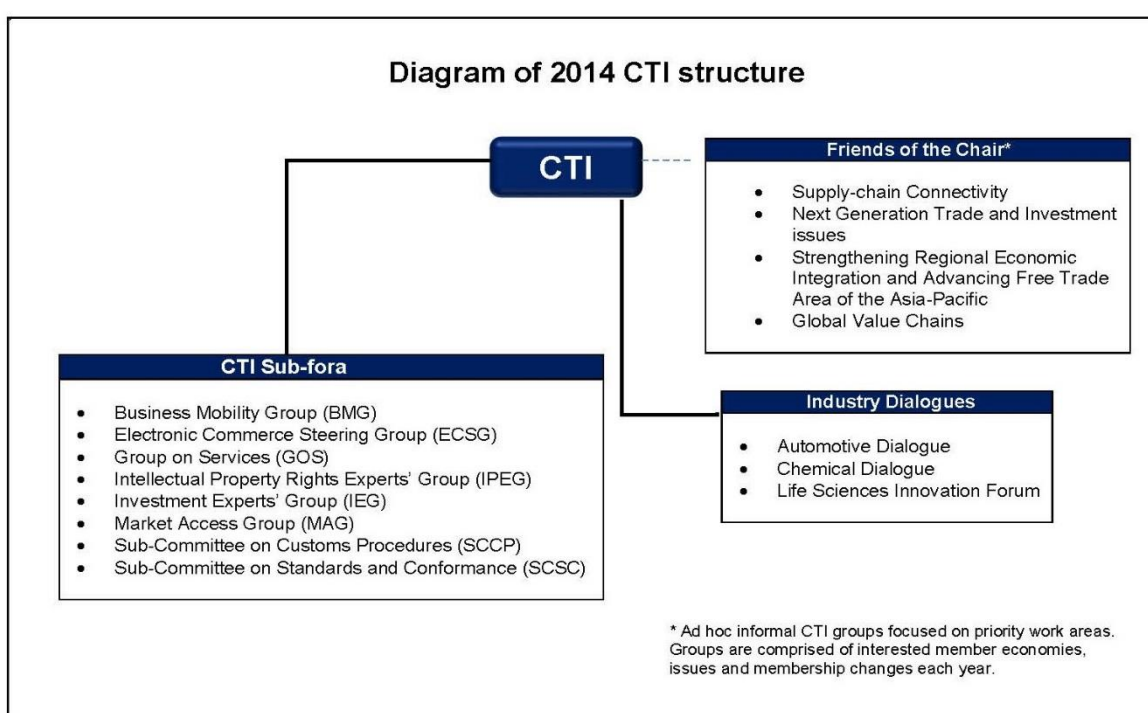 Diagram of 2014 CTI structure
CTI
Friends of the Chair*
• Supply-chain Connectivity
• Next Generation Trade and Investment
issues
• Strengthening Regional Economic
Integration and Advancing Free Trade
Area of the Asia-Pacific
• Global Value Chains
CTI Sub-fora
• Business Mobility Group (BMG)
• Electronic Commerce Steering Group (ECSG)
• Group on Services (GOS)
• Intellectual Property Rights Experts’ Group (IPEG)
• Investment Experts’ Group (IEG)
• Market Access Group (MAG)
• Sub-Committee on Customs Procedures (SCCP)
• Sub-Committee on Standards and Conformance (SCSC)
Industry Dialogues
• Automotive Dialogue
• Chemical Dialogue
• Life Sciences Innovation Forum
* Ad hoc informal CTI groups focused on priority work areas.
Groups are comprised of interested member economies,
issues and membership changes each year.